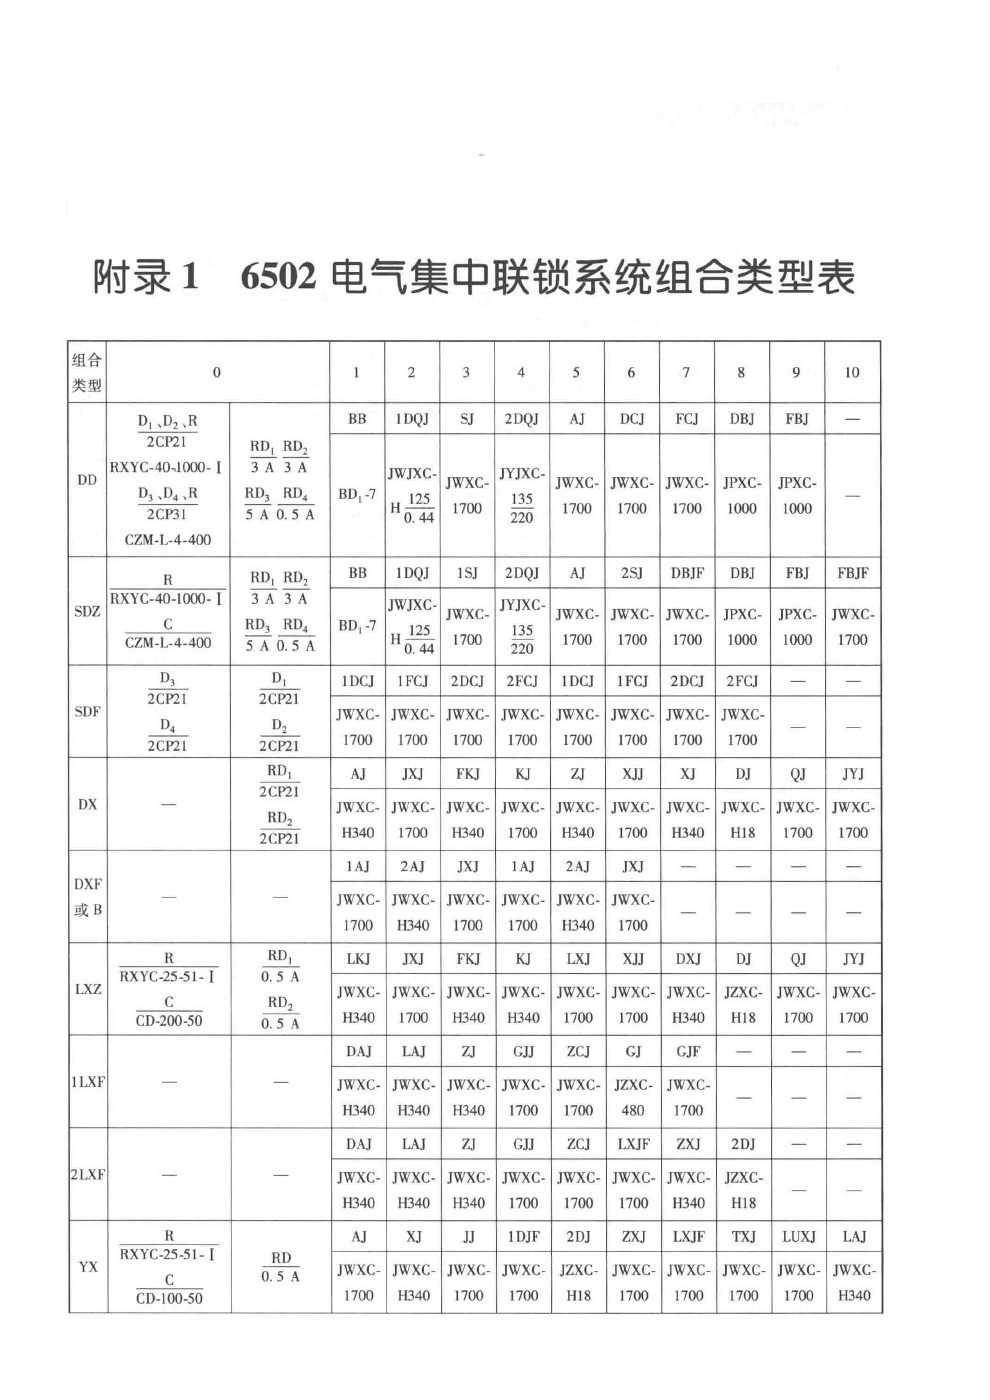 附录1　6502电气集中联锁系统组合类型表
组合类型 0 1 2 3 4 5 6 7 8 9 10
DD
D₁、D₂、R
2CP21
RXYC-40-1000-Ⅰ
D₃、D₄、R
2CP31
CZM-L-4-400
RD₁ RD₂
3 A 3 A
RD₃ RD₄
5 A 0.5 A
BB 1DQJ SJ 2DQJ AJ DCJ FCJ DBJ FBJ —
BD₁-7 JWJXC-H 125/0.44 JWXC-1700 JYJXC-135/220 JWXC-1700 JWXC-1700 JWXC-1700 JPXC-1000 JPXC-1000 —
SDZ
R
RXYC-40-1000-Ⅰ
C
CZM-L-4-400
RD₁ RD₂
3 A 3 A
RD₃ RD₄
5 A 0.5 A
BB 1DQJ 1SJ 2DQJ AJ 2SJ DBJF DBJ FBJ FBJF
BD₁-7 JWJXC-H 125/0.44 JWXC-1700 JYJXC-135/220 JWXC-1700 JWXC-1700 JWXC-1700 JPXC-1000 JPXC-1000 JWXC-1700
SDF
D₃
2CP21
D₄
2CP21
D₁
2CP21
D₂
2CP21
1DCJ 1FCJ 2DCJ 2FCJ 1DCJ 1FCJ 2DCJ 2FCJ — —
JWXC-1700 JWXC-1700 JWXC-1700 JWXC-1700 JWXC-1700 JWXC-1700 JWXC-1700 JWXC-1700 — —
DX
—
RD₁
2CP21
RD₂
2CP21
AJ JXJ FKJ KJ ZJ XJJ XJ DJ QJ JYJ
JWXC-H340 JWXC-1700 JWXC-H340 JWXC-1700 JWXC-H340 JWXC-1700 JWXC-H340 JWXC-H18 JWXC-1700 JWXC-1700
DXF或B
— —
1AJ 2AJ JXJ 1AJ 2AJ JXJ — — — —
JWXC-1700 JWXC-H340 JWXC-1700 JWXC-1700 JWXC-H340 JWXC-1700 — — — —
LXZ
R
RXYC-25-51-Ⅰ
C
CD-200-50
RD₁
0.5 A
RD₂
0.5 A
LKJ JXJ FKJ KJ LXJ XJJ DXJ DJ QJ JYJ
JWXC-H340 JWXC-1700 JWXC-H340 JWXC-H340 JWXC-1700 JWXC-1700 JWXC-H340 JZXC-H18 JWXC-1700 JWXC-1700
1LXF
— —
DAJ LAJ ZJ GJJ ZCJ GJ GJF — — —
JWXC-H340 JWXC-H340 JWXC-H340 JWXC-1700 JWXC-1700 JZXC-480 JWXC-1700 — — —
2LXF
— —
DAJ LAJ ZJ GJJ ZCJ LXJF ZXJ 2DJ — —
JWXC-H340 JWXC-H340 JWXC-H340 JWXC-1700 JWXC-1700 JWXC-1700 JWXC-H340 JZXC-H18 — —
YX
R
RXYC-25-51-Ⅰ
C
CD-100-50
RD
0.5 A
AJ XJ JJ 1DJF 2DJ ZXJ LXJF TXJ LUXJ LAJ
JWXC-1700 JWXC-H340 JWXC-1700 JWXC-1700 JZXC-H18 JWXC-1700 JWXC-1700 JWXC-1700 JWXC-1700 JWXC-H340